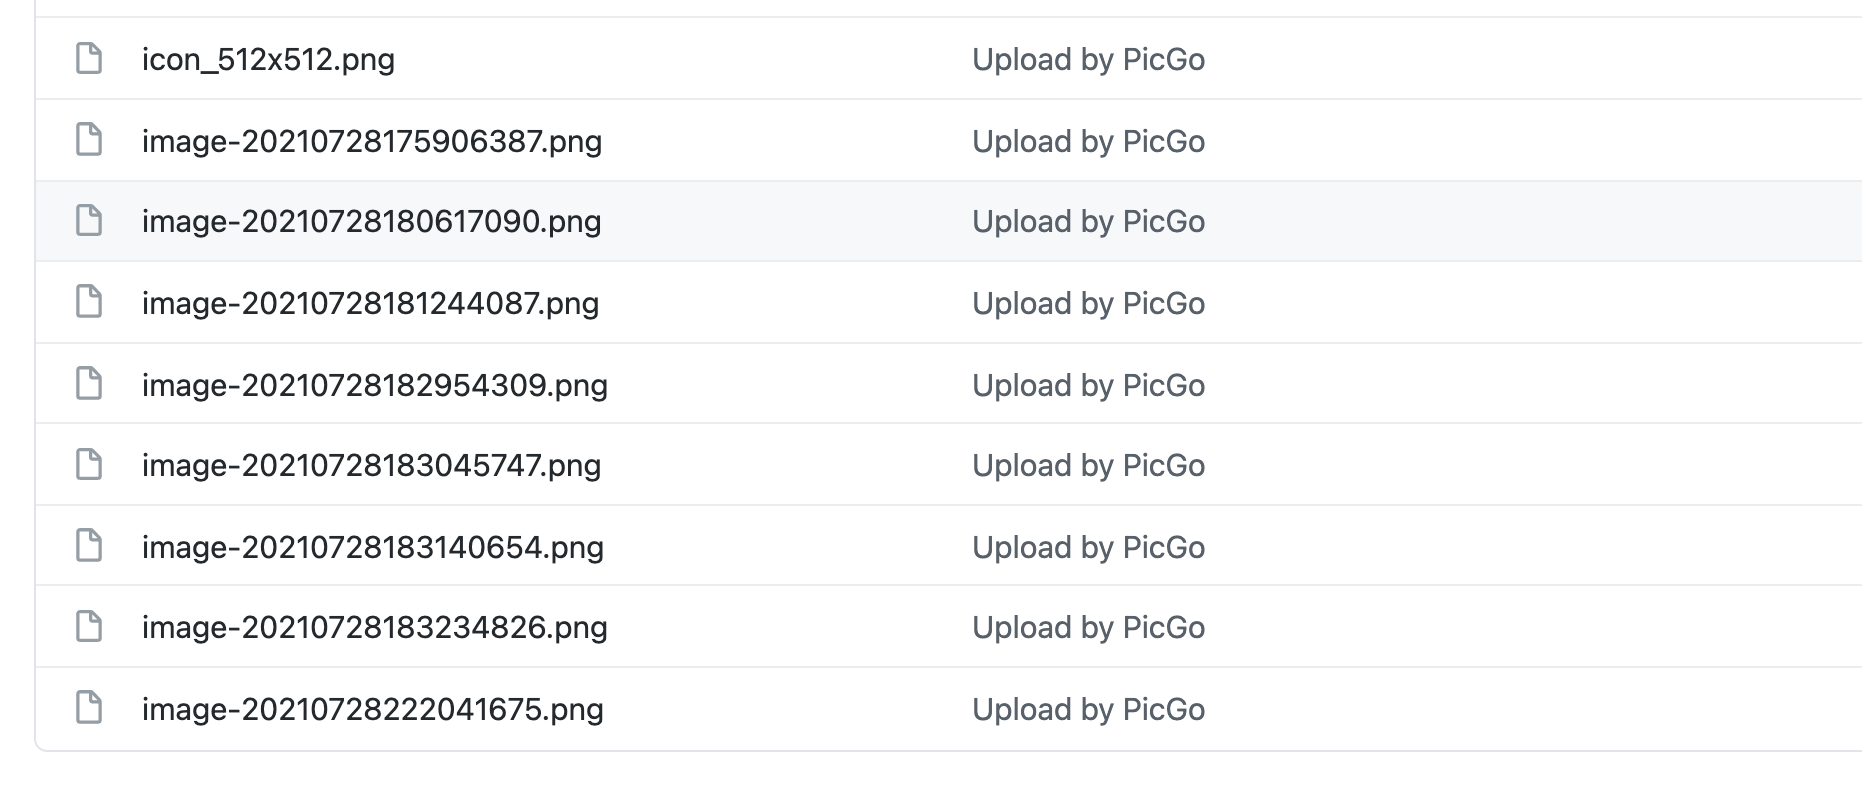 icon_512x512.png Upload by PicGo
image-20210728175906387.png Upload by PicGo
image-20210728180617090.png Upload by PicGo
image-20210728181244087.png Upload by PicGo
image-20210728182954309.png Upload by PicGo
image-20210728183045747.png Upload by PicGo
image-20210728183140654.png Upload by PicGo
image-20210728183234826.png Upload by PicGo
image-20210728222041675.png Upload by PicGo